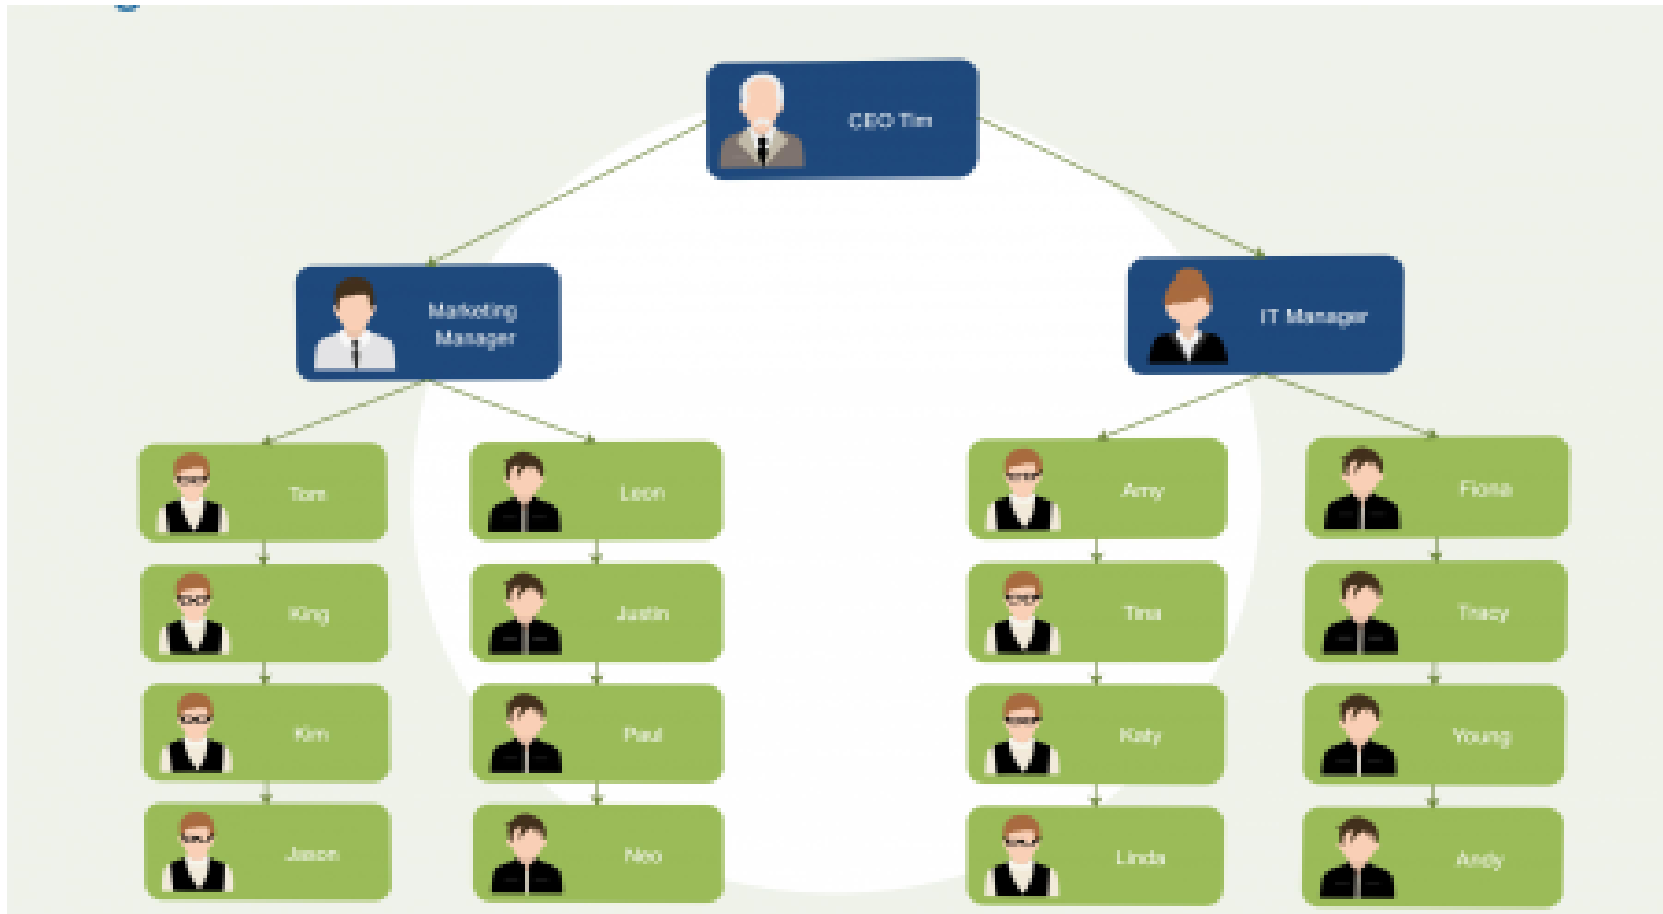 CEO Tim
Marketing
Manager
IT Manager
Tom
Leon
Amy
Fiona
King
Justin
Tina
Tracy
Kim
Paul
Katy
Young
Jason
Neo
Linda
Andy